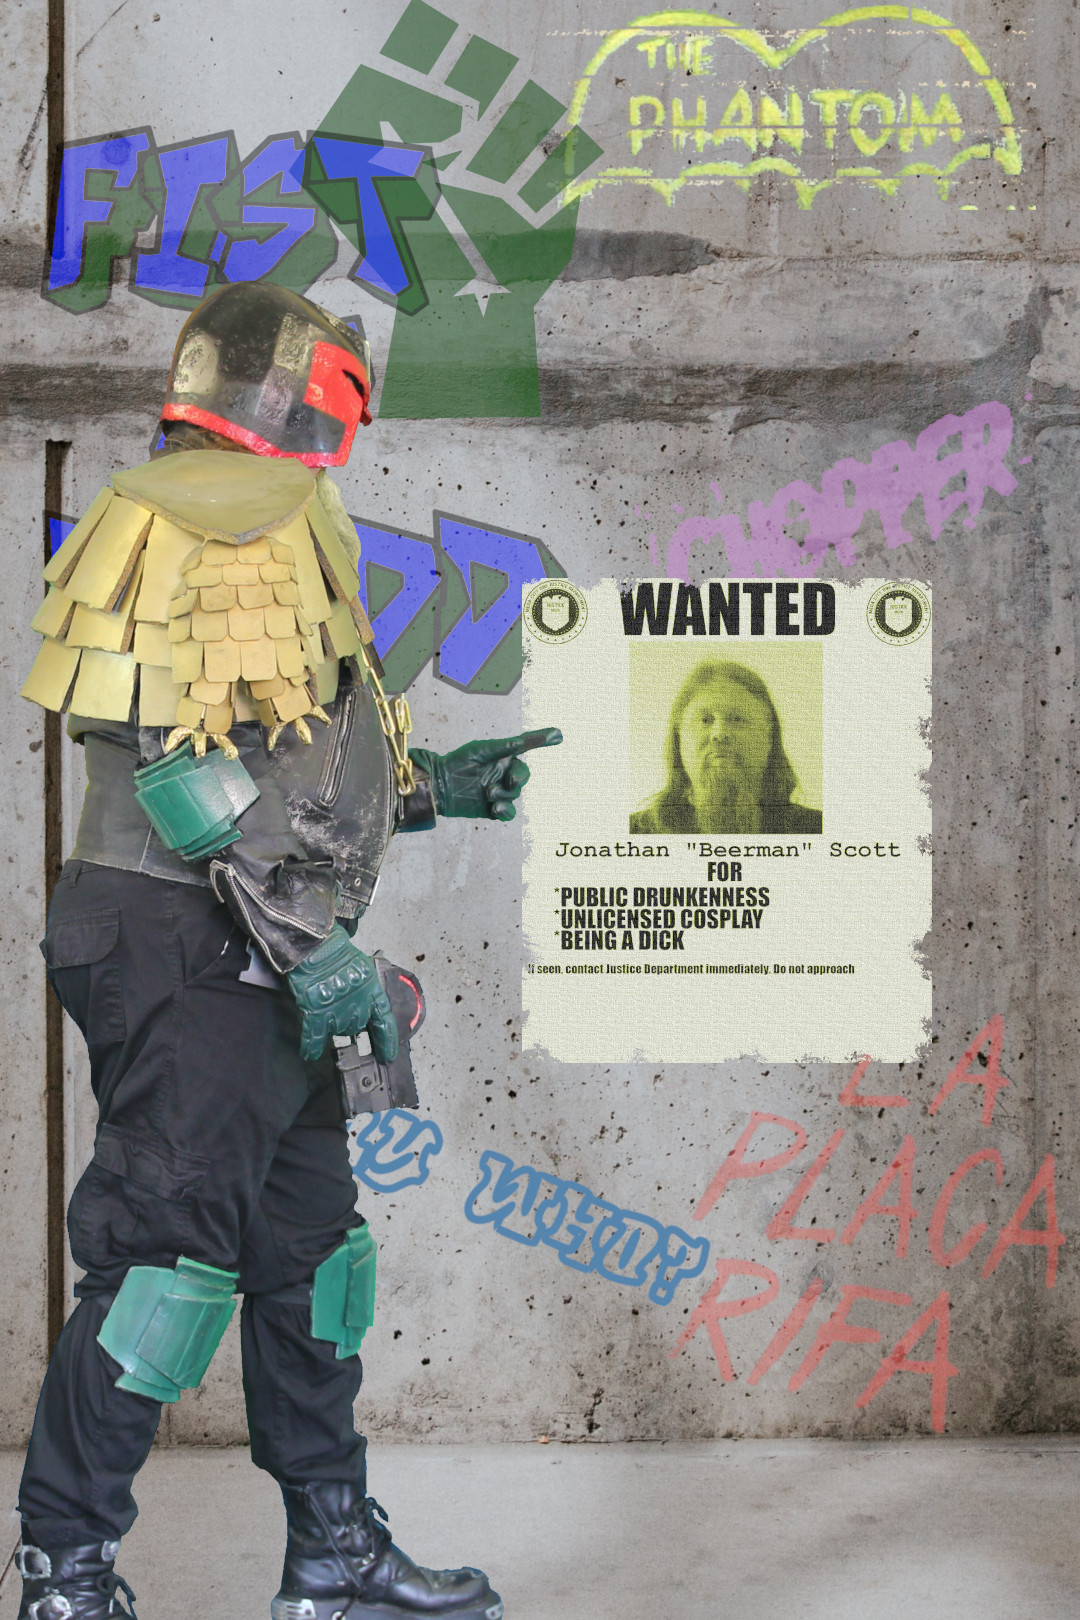 THE
PHANTOM
FIST
CHOPPER
WANTED
Jonathan "Beerman" Scott
FOR
*PUBLIC DRUNKENNESS
*UNLICENSED COSPLAY
*BEING A DICK
If seen, contact Justice Department immediately. Do not approach
LA
PLACA
RIFA
WHO?